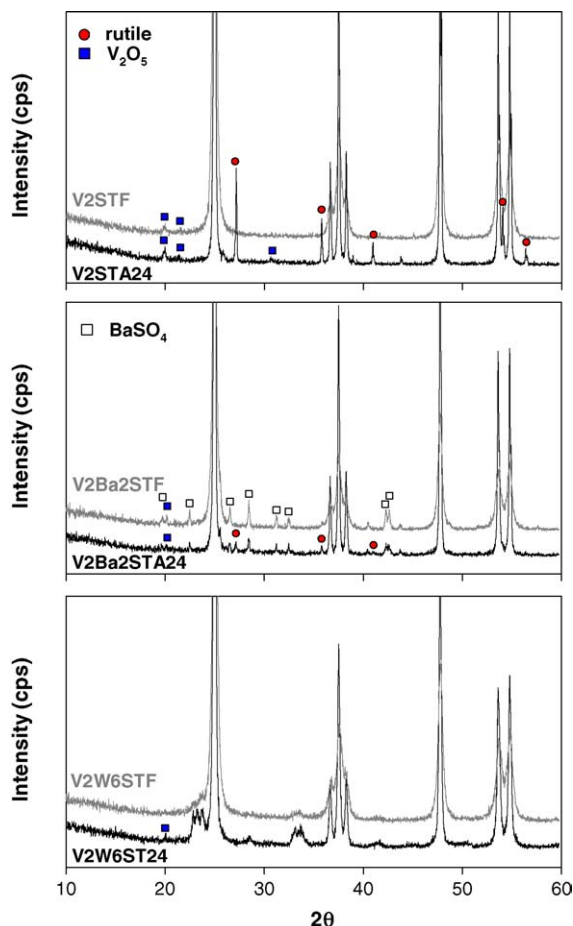 rutile
V₂O₅
V2STF
V2STA24
Intensity (cps)
BaSO₄
V2Ba2STF
V2Ba2STA24
Intensity (cps)
V2W6STF
V2W6ST24
Intensity (cps)
10 20 30 40 50 60
2θ